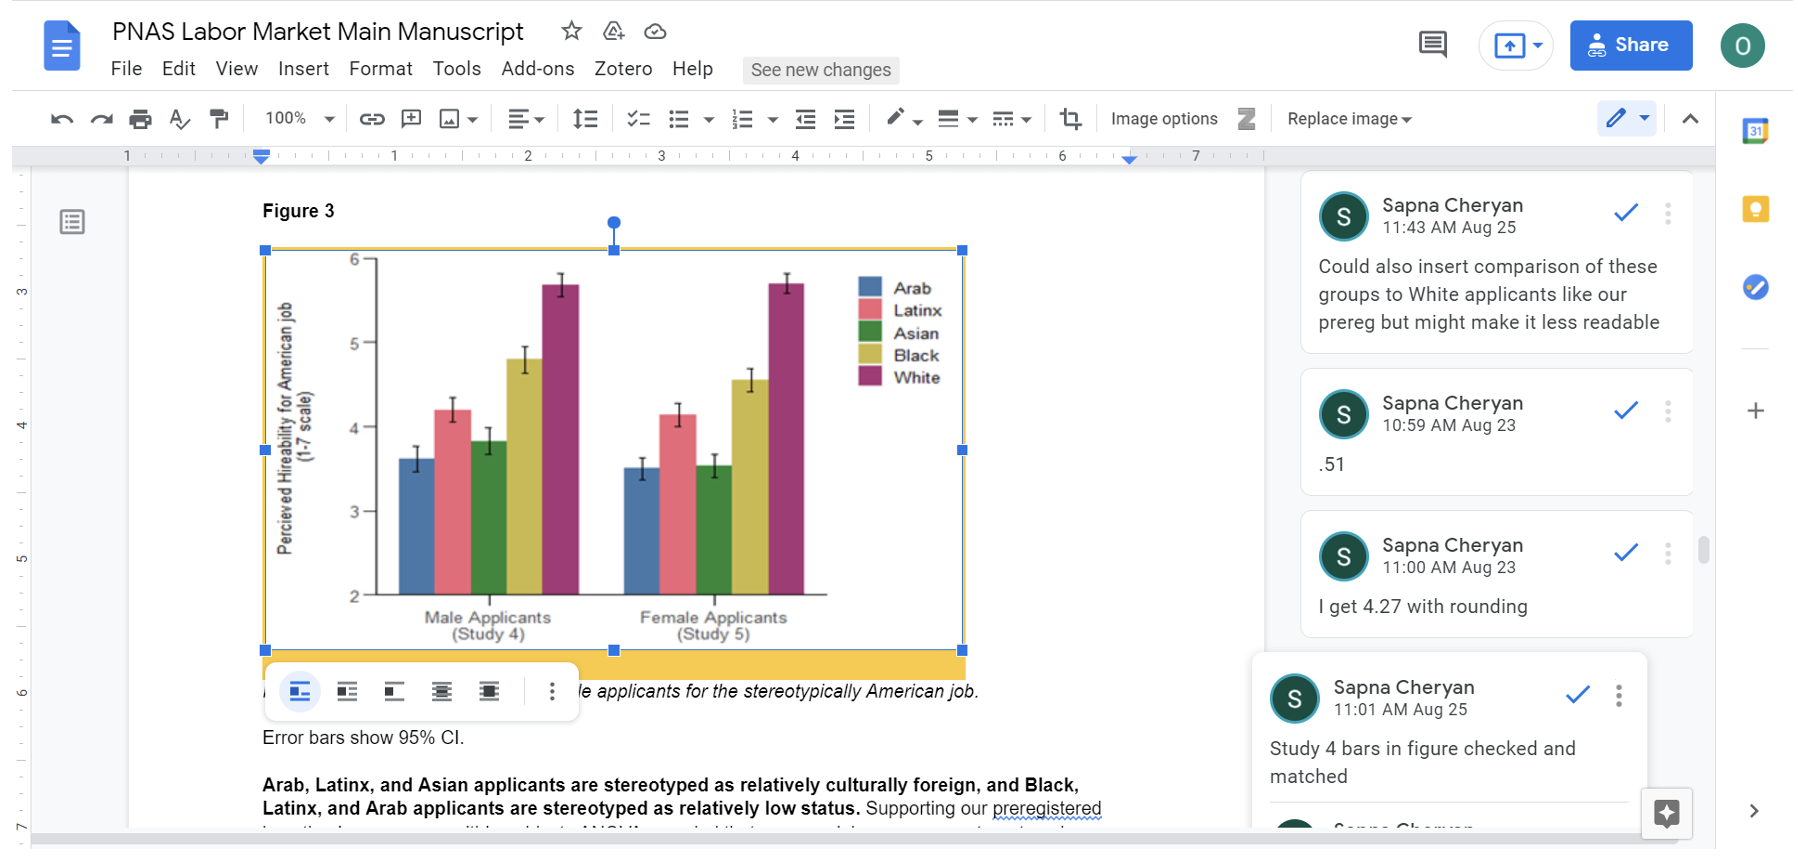 PNAS Labor Market Main Manuscript
File Edit View Insert Format Tools Add-ons Zotero Help See new changes
Share
O
100%
Image options
Replace image
31
1 1 2 3 4 5 6 7
3
4
5
6
7
Figure 3
Percieved Hireability for American job
(1-7 scale)
6
5
4
3
2
Arab
Latinx
Asian
Black
White
Male Applicants
(Study 4)
Female Applicants
(Study 5)
applicants for the stereotypically American job.
Error bars show 95% CI.
Arab, Latinx, and Asian applicants are stereotyped as relatively culturally foreign, and Black,
Latinx, and Arab applicants are stereotyped as relatively low status. Supporting our preregistered
S
Sapna Cheryan
11:43 AM Aug 25
Could also insert comparison of these
groups to White applicants like our
prereg but might make it less readable
S
Sapna Cheryan
10:59 AM Aug 23
.51
S
Sapna Cheryan
11:00 AM Aug 23
I get 4.27 with rounding
S
Sapna Cheryan
11:01 AM Aug 25
Study 4 bars in figure checked and
matched